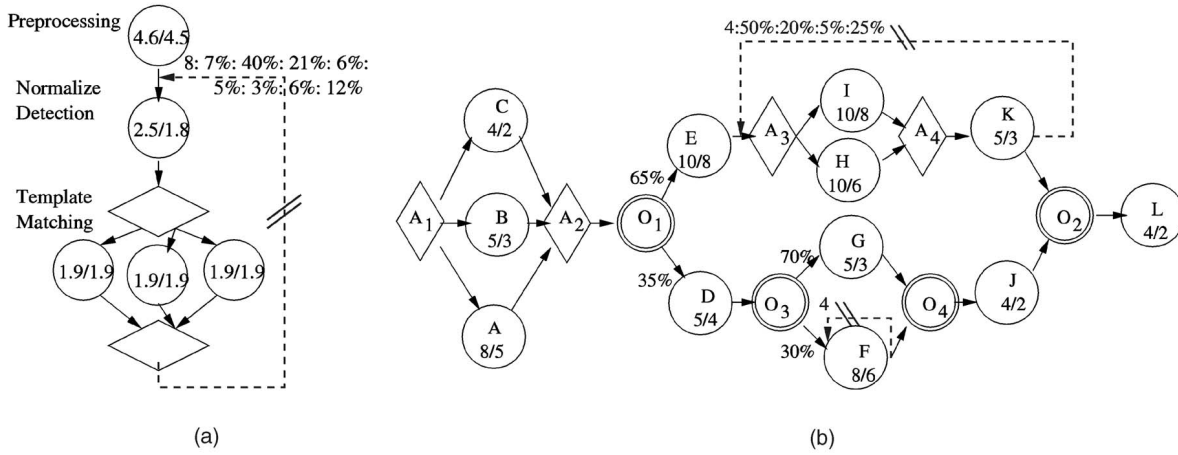 Preprocessing
4.6/4.5
8: 7%: 40%: 21%: 6%:
5%: 3%: 6%: 12%
Normalize
Detection
2.5/1.8
Template
Matching
1.9/1.9
1.9/1.9
1.9/1.9
(a)
4:50%:20%:5%:25%
A1
C
4/2
B
5/3
A
8/5
A2
O1
65%
35%
E
10/8
D
5/4
A3
I
10/8
H
10/6
A4
K
5/3
O3
70%
30%
G
5/3
4
F
8/6
O4
J
4/2
O2
L
4/2
(b)